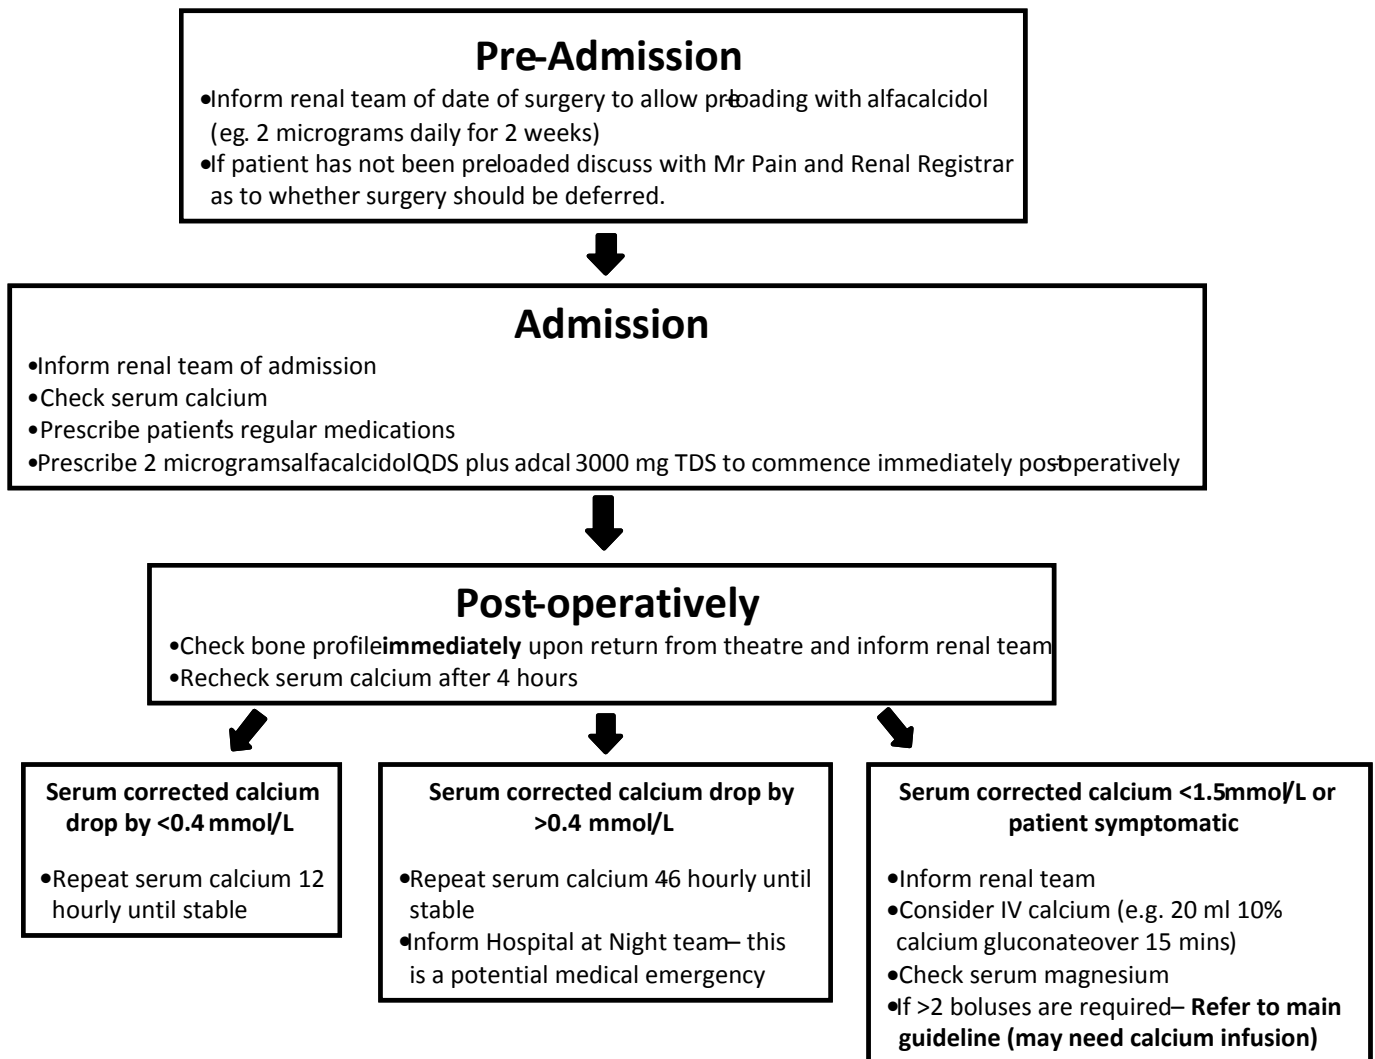 Pre-Admission
•Inform renal team of date of surgery to allow pre-loading with alfacalcidol
(eg. 2 micrograms daily for 2 weeks)
•If patient has not been preloaded discuss with Mr Pain and Renal Registrar
as to whether surgery should be deferred.
Admission
•Inform renal team of admission
•Check serum calcium
•Prescribe patient's regular medications
•Prescribe 2 microgramsalfacalcidolQDS plus adcal 3000 mg TDS to commence immediately post-operatively
Post-operatively
•Check bone profile immediately upon return from theatre and inform renal team
•Recheck serum calcium after 4 hours
Serum corrected calcium
drop by <0.4 mmol/L
•Repeat serum calcium 12
hourly until stable
Serum corrected calcium drop by
>0.4 mmol/L
•Repeat serum calcium 46 hourly until
stable
•Inform Hospital at Night team– this
is a potential medical emergency
Serum corrected calcium <1.5mmol/L or
patient symptomatic
•Inform renal team
•Consider IV calcium (e.g. 20 ml 10%
calcium gluconateover 15 mins)
•Check serum magnesium
•If >2 boluses are required– Refer to main
guideline (may need calcium infusion)